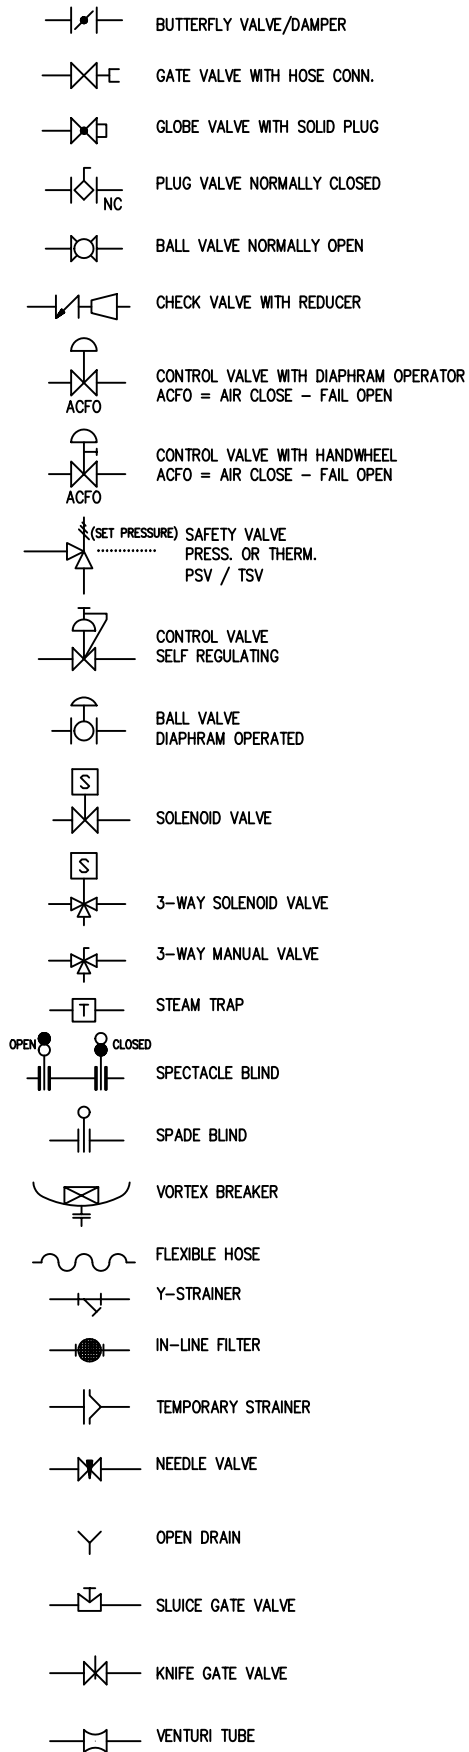 BUTTERFLY VALVE/DAMPER
GATE VALVE WITH HOSE CONN.
GLOBE VALVE WITH SOLID PLUG
PLUG VALVE NORMALLY CLOSED
NC
BALL VALVE NORMALLY OPEN
CHECK VALVE WITH REDUCER
CONTROL VALVE WITH DIAPHRAM OPERATOR
ACFO = AIR CLOSE - FAIL OPEN
ACFO
CONTROL VALVE WITH HANDWHEEL
ACFO = AIR CLOSE - FAIL OPEN
ACFO
(SET PRESSURE) SAFETY VALVE
PRESS. OR THERM.
PSV / TSV
CONTROL VALVE
SELF REGULATING
BALL VALVE
DIAPHRAM OPERATED
S
SOLENOID VALVE
S
3-WAY SOLENOID VALVE
3-WAY MANUAL VALVE
T STEAM TRAP
OPEN CLOSED
SPECTACLE BLIND
SPADE BLIND
VORTEX BREAKER
FLEXIBLE HOSE
Y-STRAINER
IN-LINE FILTER
TEMPORARY STRAINER
NEEDLE VALVE
OPEN DRAIN
SLUICE GATE VALVE
KNIFE GATE VALVE
VENTURI TUBE